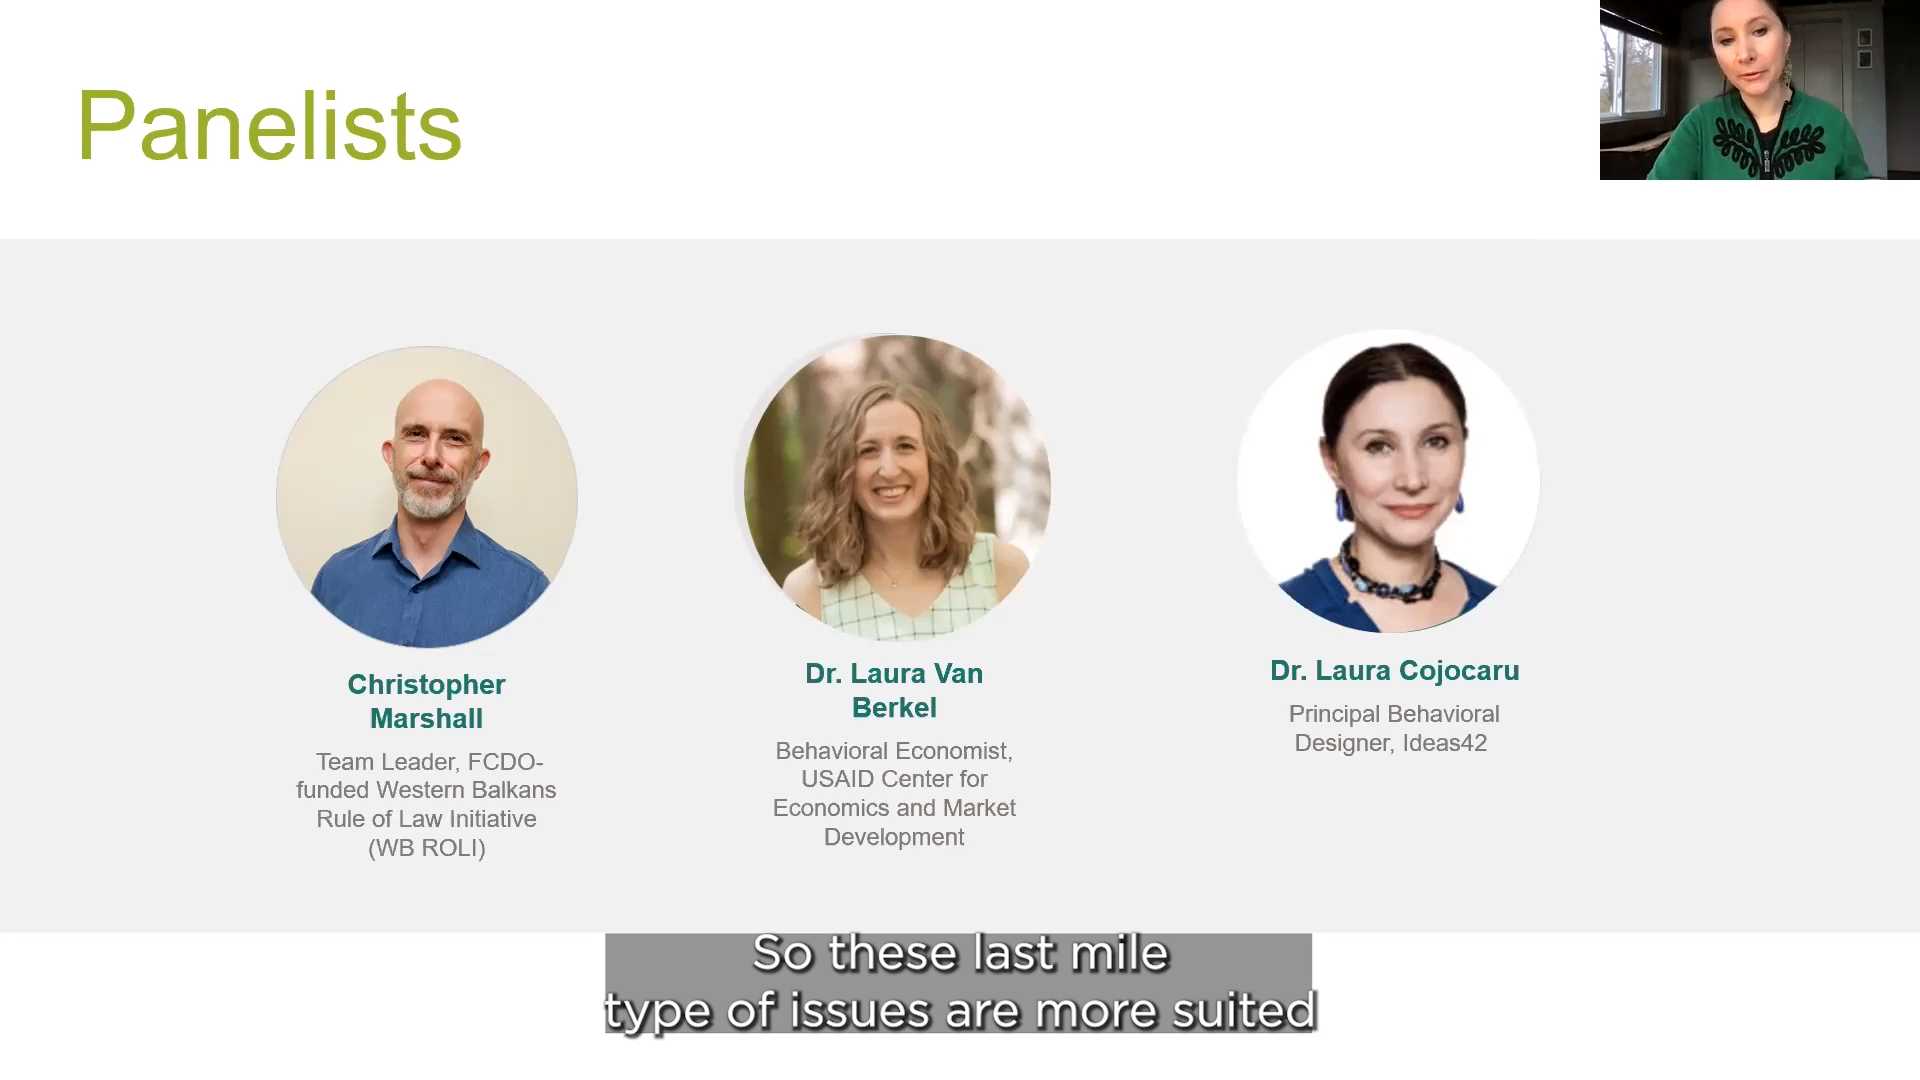 Panelists
Christopher
Marshall
Team Leader, FCDO-
funded Western Balkans
Rule of Law Initiative
(WB ROLI)
Dr. Laura Van
Berkel
Behavioral Economist,
USAID Center for
Economics and Market
Development
Dr. Laura Cojocaru
Principal Behavioral
Designer, Ideas42
So these last mile
type of issues are more suited